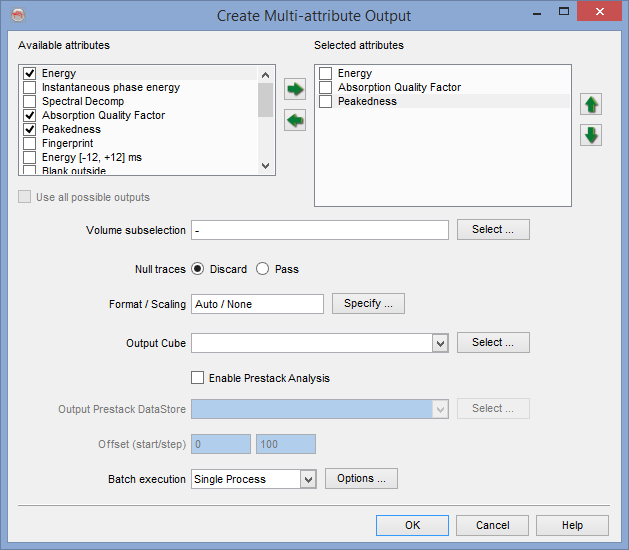 Create Multi-attribute Output
Available attributes
Selected attributes
Energy
Instantaneous phase energy
Spectral Decomp
Absorption Quality Factor
Peakedness
Fingerprint
Energy [-12, +12] ms
Blank outside
Energy
Absorption Quality Factor
Peakedness
Use all possible outputs
Volume subselection - Select ...
Null traces Discard Pass
Format / Scaling Auto / None Specify ...
Output Cube Select ...
Enable Prestack Analysis
Output Prestack DataStore Select ...
Offset (start/step) 0 100
Batch execution Single Process Options ...
OK Cancel Help